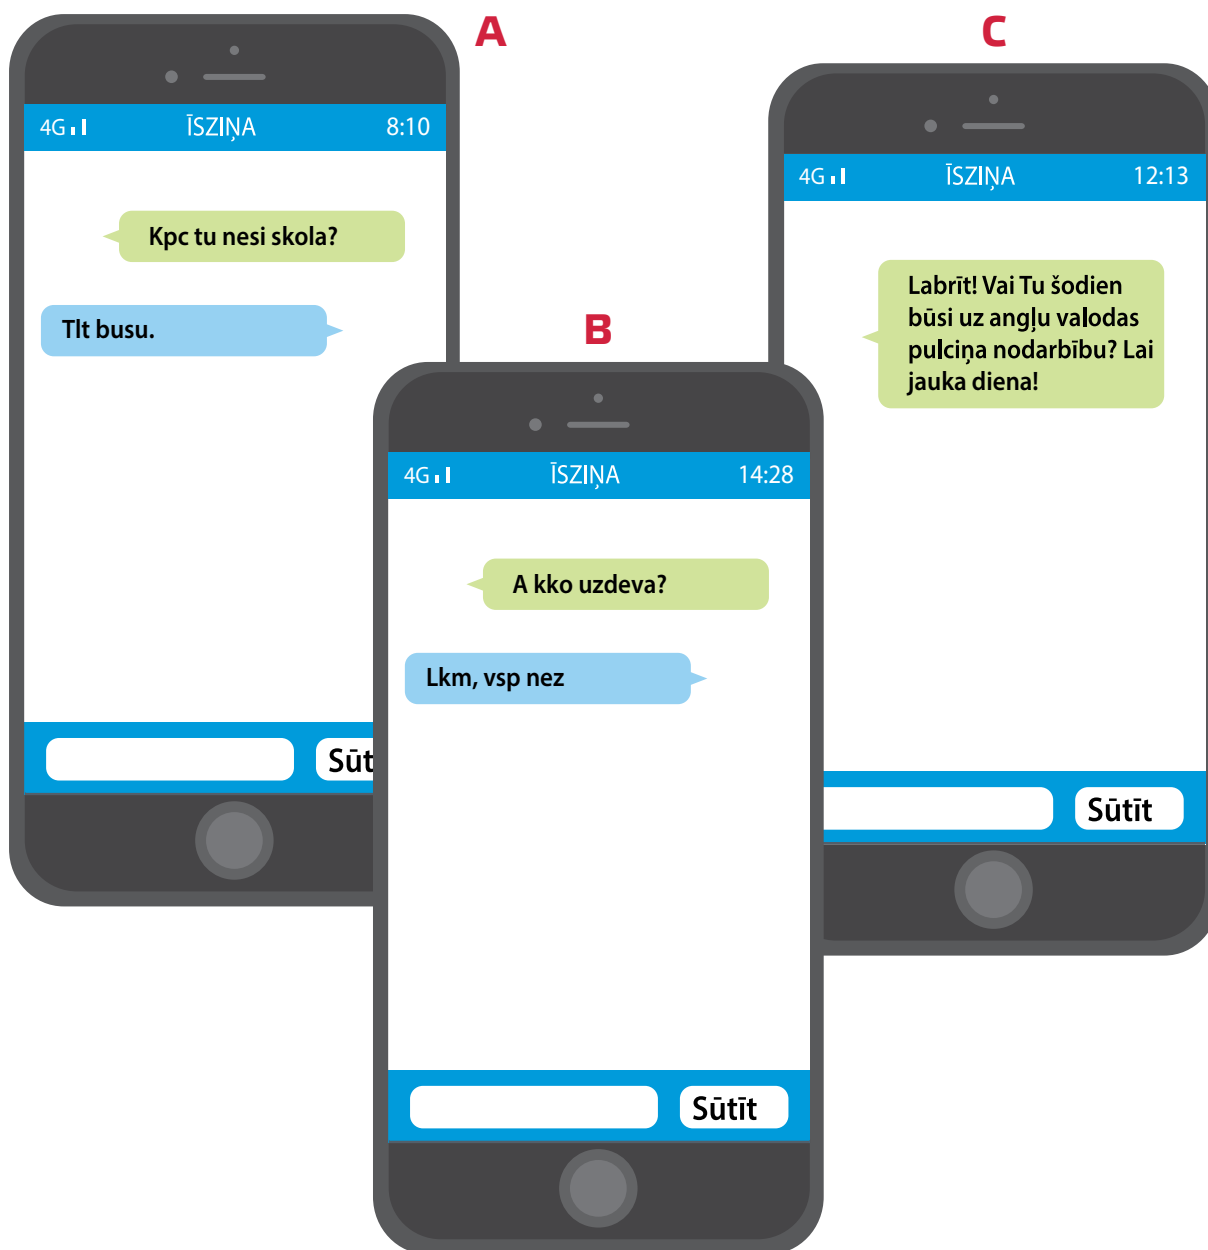 A
4G ĪSZIŅA 8:10
Kpc tu nesi skola?
Tlt busu.
Sūt
B
4G ĪSZIŅA 14:28
A kko uzdeva?
Lkm, vsp nez
Sūtīt
C
4G ĪSZIŅA 12:13
Labrīt! Vai Tu šodien
būsi uz angļu valodas
pulciņa nodarbību? Lai
jauka diena!
Sūtīt